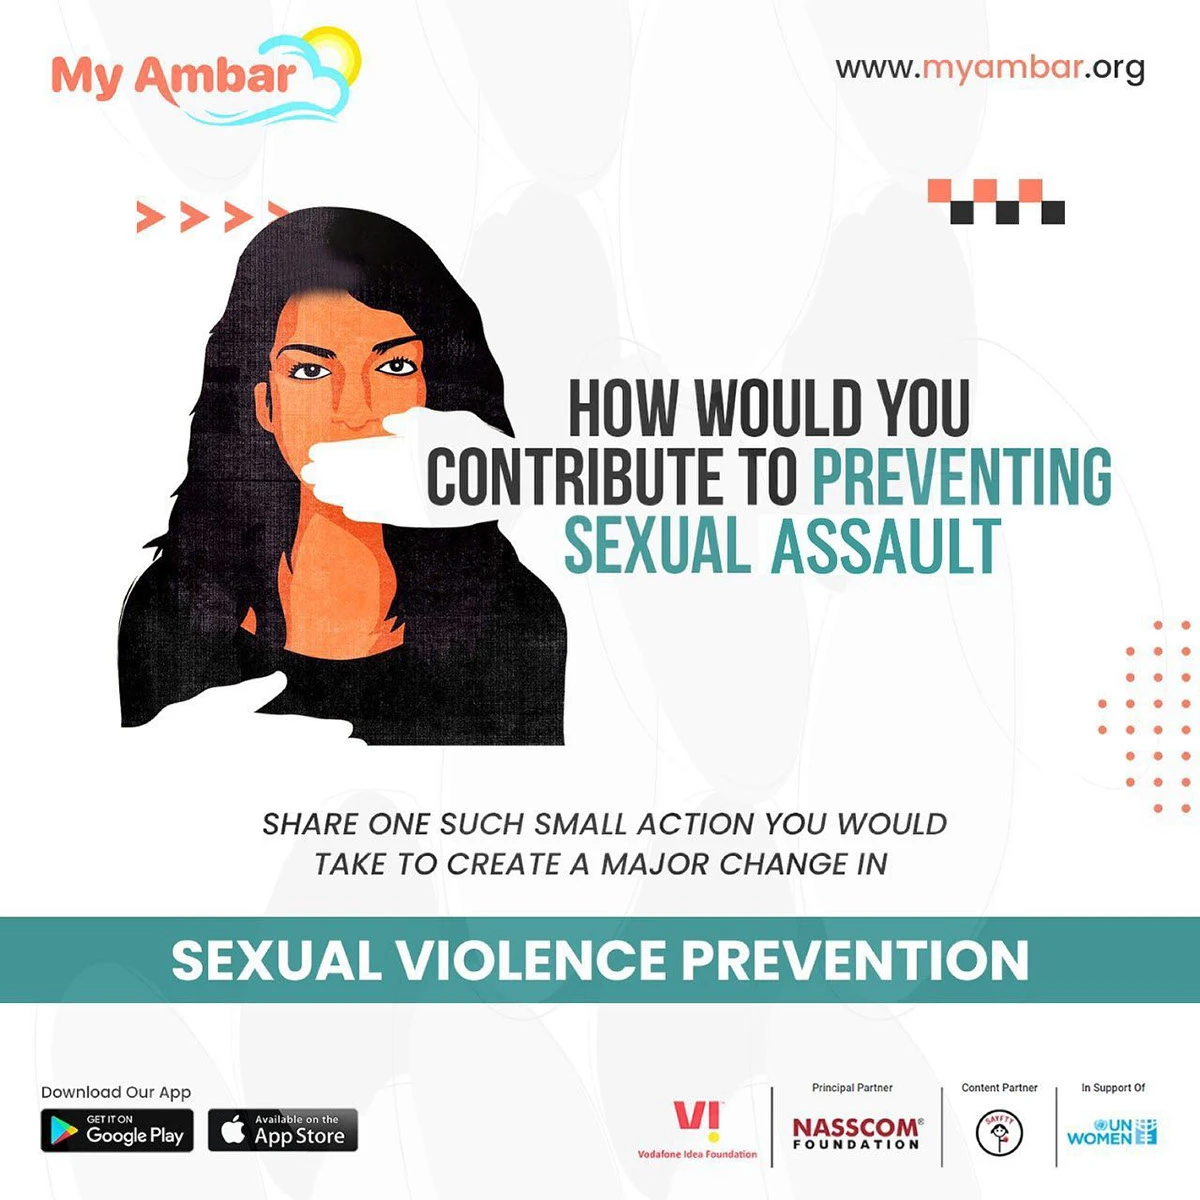 My Ambar
www.myambar.org
HOW WOULD YOU
CONTRIBUTE TO PREVENTING
SEXUAL ASSAULT
SHARE ONE SUCH SMALL ACTION YOU WOULD
TAKE TO CREATE A MAJOR CHANGE IN
SEXUAL VIOLENCE PREVENTION
Download Our App
GET IT ON
Google Play
Available on the
App Store
VI
Vodafone Idea Foundation
Principal Partner
NASSCOM®
FOUNDATION
Content Partner
SAYFTY
In Support Of
UN
WOMEN